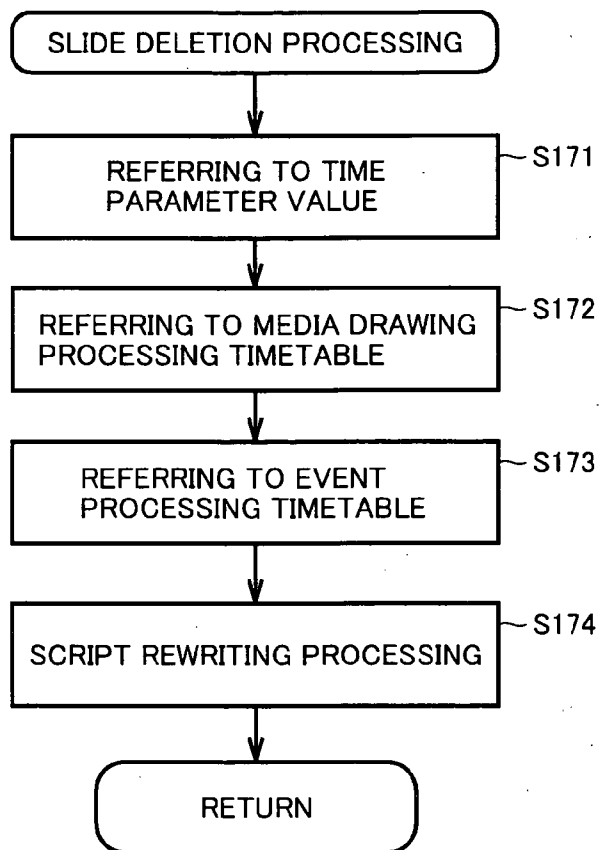 SLIDE DELETION PROCESSING
S171
REFERRING TO TIME
PARAMETER VALUE
S172
REFERRING TO MEDIA DRAWING
PROCESSING TIMETABLE
S173
REFERRING TO EVENT
PROCESSING TIMETABLE
S174
SCRIPT REWRITING PROCESSING
RETURN